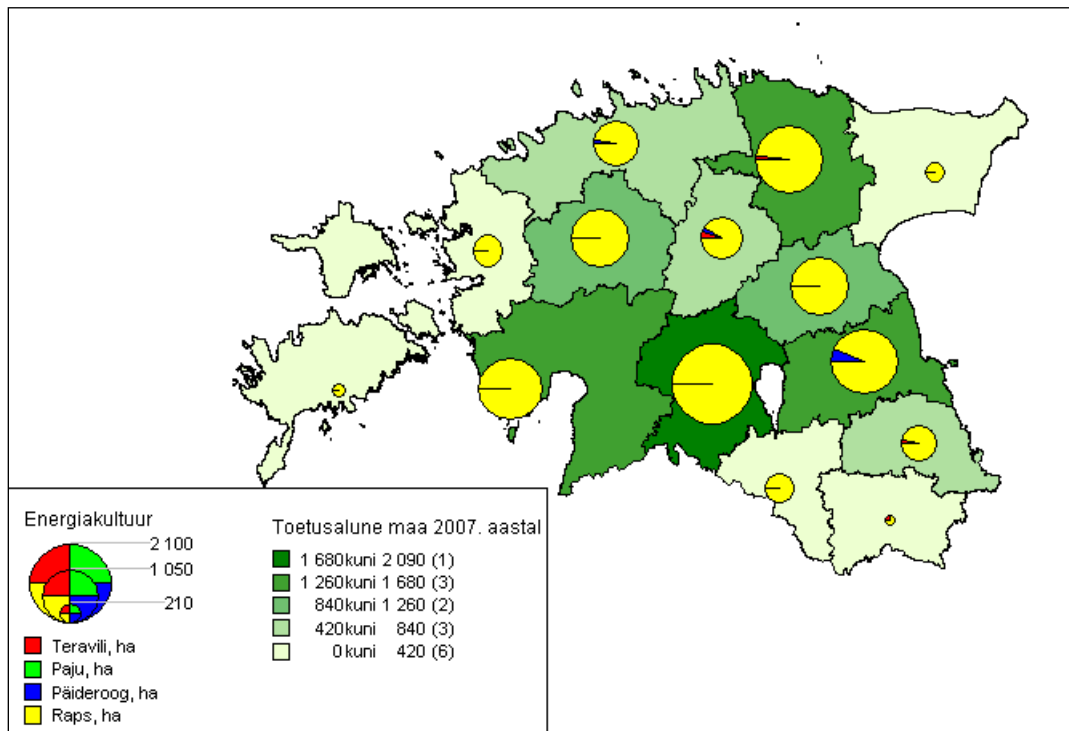 Energiakultuur
2 100
1 050
210
Teravili, ha
Paju, ha
Päideroog, ha
Raps, ha
Toetusalune maa 2007. aastal
1 680kuni 2 090 (1)
1 260kuni 1 680 (3)
840kuni 1 260 (2)
420kuni 840 (3)
0kuni 420 (6)